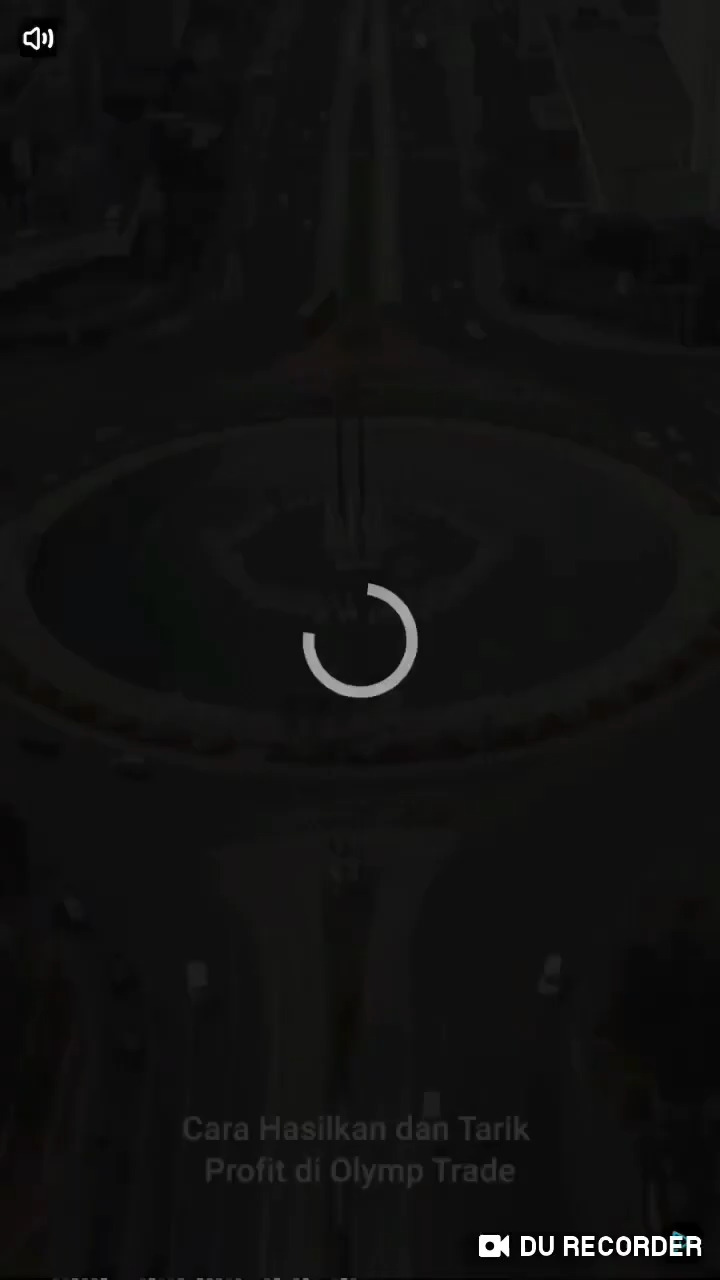 Cara Hasilkan dan Tarik
Profit di Olymp Trade
DU RECORDER